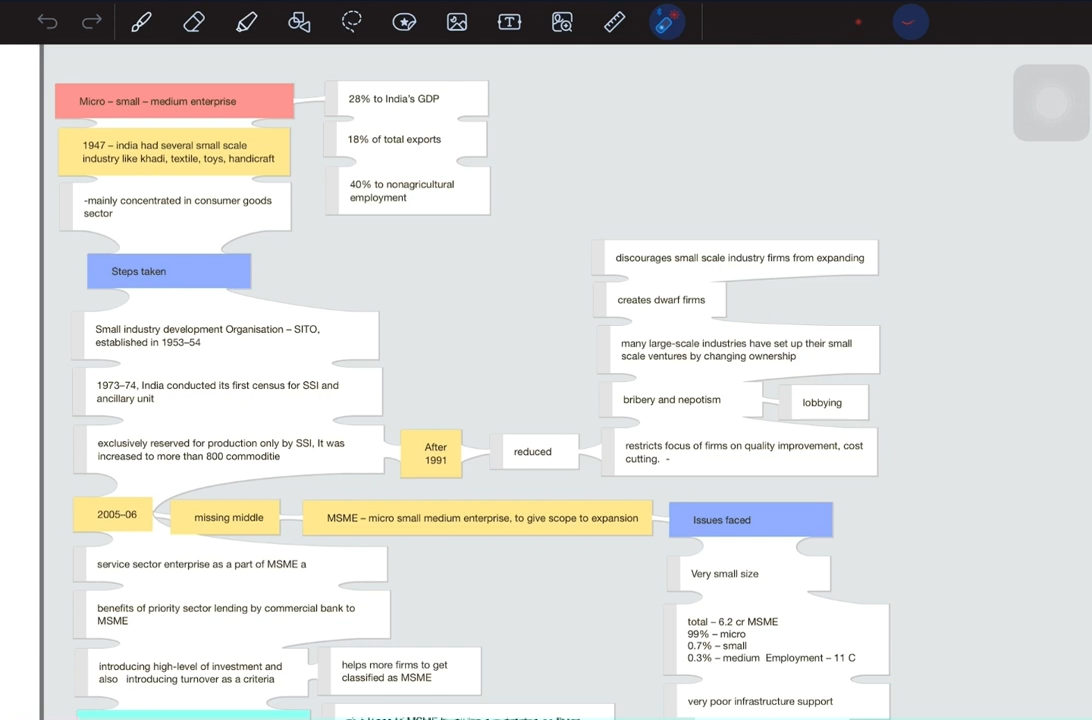 Micro – small – medium enterprise
28% to India's GDP
18% of total exports
40% to nonagricultural
employment
1947 – india had several small scale
industry like khadi, textile, toys, handicraft
-mainly concentrated in consumer goods
sector
Steps taken
Small industry development Organisation – SITO,
established in 1953–54
1973–74, India conducted its first census for SSI and
ancillary unit
exclusively reserved for production only by SSI, It was
increased to more than 800 commoditie
After
1991
reduced
discourages small scale industry firms from expanding
creates dwarf firms
many large-scale industries have set up their small
scale ventures by changing ownership
bribery and nepotism
lobbying
restricts focus of firms on quality improvement, cost
cutting. -
2005–06
missing middle
MSME – micro small medium enterprise, to give scope to expansion
Issues faced
service sector enterprise as a part of MSME a
benefits of priority sector lending by commercial bank to
MSME
introducing high-level of investment and
also introducing turnover as a criteria
helps more firms to get
classified as MSME
Very small size
total – 6.2 cr MSME
99% – micro
0.7% – small
0.3% – medium Employment – 11 C
very poor infrastructure support